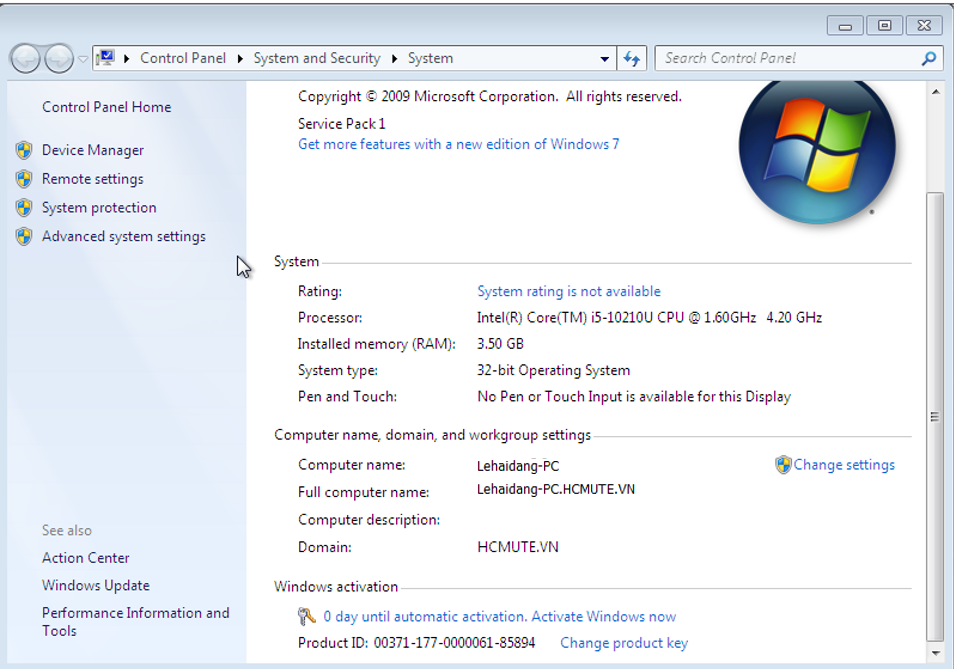 Control Panel ▸ System and Security ▸ System
Search Control Panel
Control Panel Home
Device Manager
Remote settings
System protection
Advanced system settings
See also
Action Center
Windows Update
Performance Information and
Tools
Copyright © 2009 Microsoft Corporation. All rights reserved.
Service Pack 1
Get more features with a new edition of Windows 7
System
Rating: System rating is not available
Processor: Intel(R) Core(TM) i5-10210U CPU @ 1.60GHz 4.20 GHz
Installed memory (RAM): 3.50 GB
System type: 32-bit Operating System
Pen and Touch: No Pen or Touch Input is available for this Display
Computer name, domain, and workgroup settings
Computer name: Lehaidang-PC Change settings
Full computer name: Lehaidang-PC.HCMUTE.VN
Computer description:
Domain: HCMUTE.VN
Windows activation
0 day until automatic activation. Activate Windows now
Product ID: 00371-177-0000061-85894 Change product key